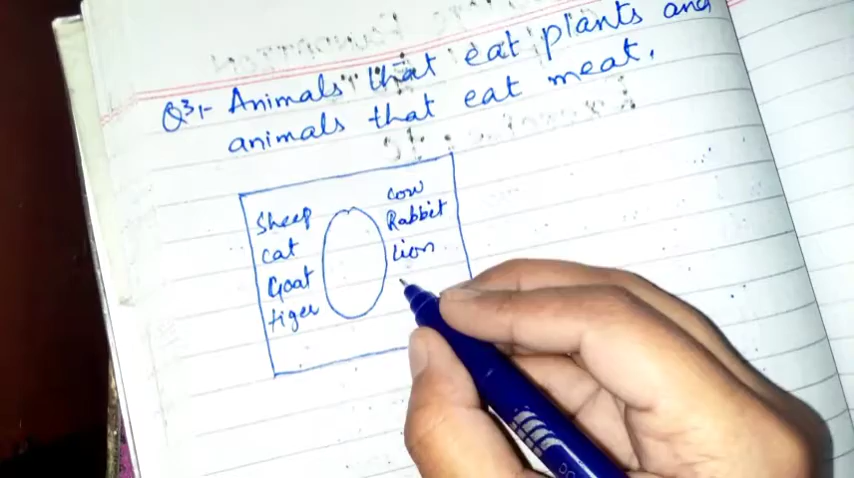 Q3:- Animals that eat plants and
animals that eat meat.
Sheep
cat
Goat
tiger
cow
Rabbit
Lion